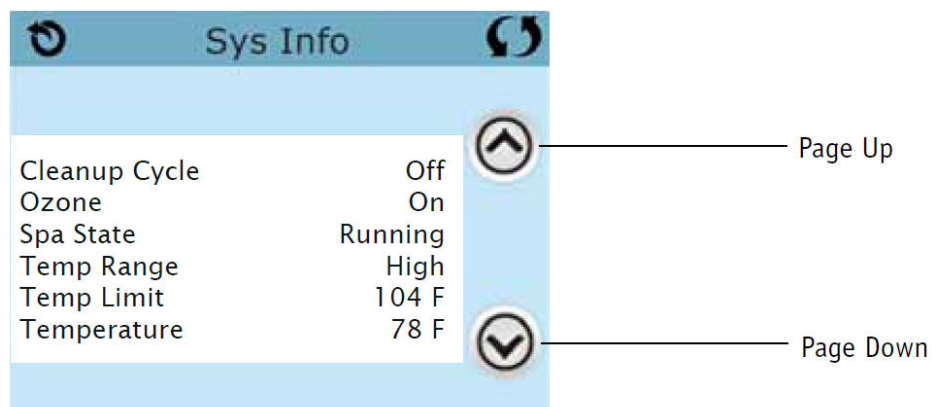 Sys Info
Page Up
Cleanup Cycle Off
Ozone On
Spa State Running
Temp Range High
Temp Limit 104 F
Temperature 78 F
Page Down